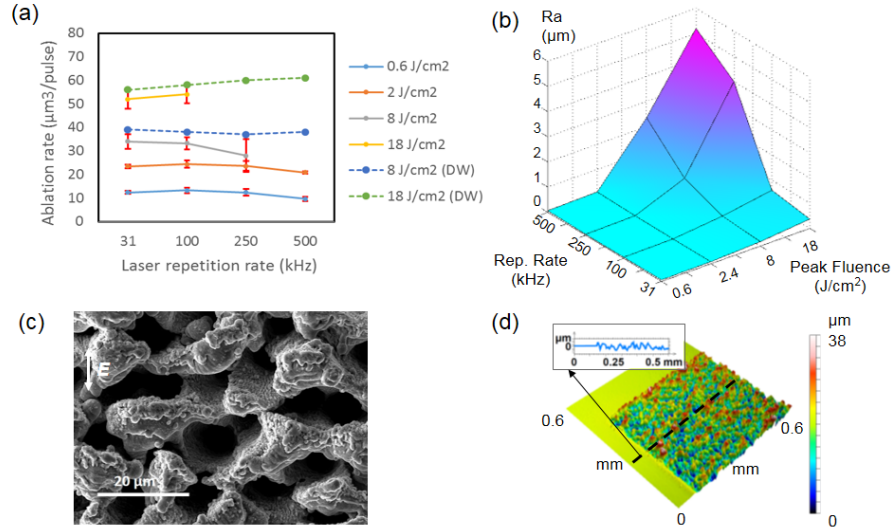 (a)
Ablation rate (µm3/pulse)
80
70
60
50
40
30
20
10
0
31 100 250 500
Laser repetition rate (kHz)
0.6 J/cm2
2 J/cm2
8 J/cm2
18 J/cm2
8 J/cm2 (DW)
18 J/cm2 (DW)
(b)
Ra
(µm)
6
5
4
3
2
1
0
500
250
100
31
Rep. Rate
(kHz)
0.6
2.4
8
18
Peak Fluence
(J/cm²)
(c)
E
20 µm
(d)
µm
0
0 0.25 0.5 mm
0.6
mm
0
mm
0.6
µm
38
0